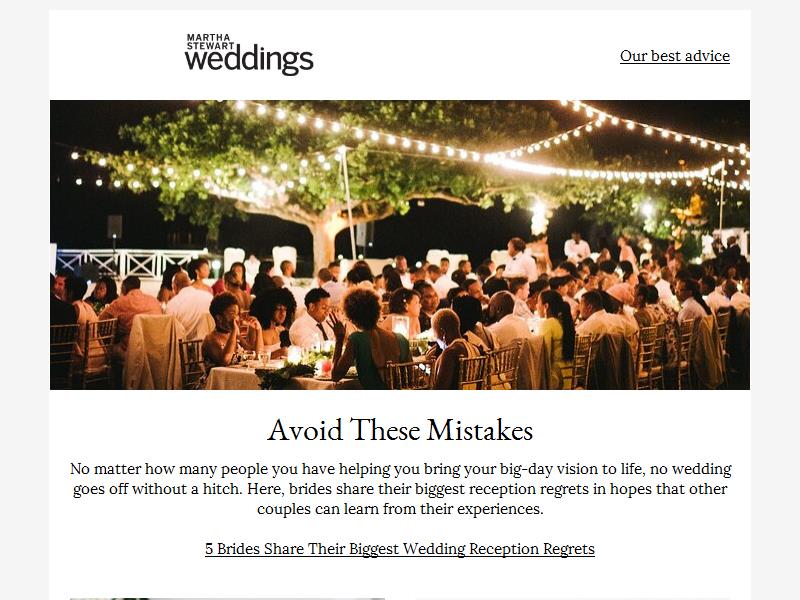 MARTHA
STEWART
weddings
Our best advice
Avoid These Mistakes
No matter how many people you have helping you bring your big-day vision to life, no wedding
goes off without a hitch. Here, brides share their biggest reception regrets in hopes that other
couples can learn from their experiences.
5 Brides Share Their Biggest Wedding Reception Regrets